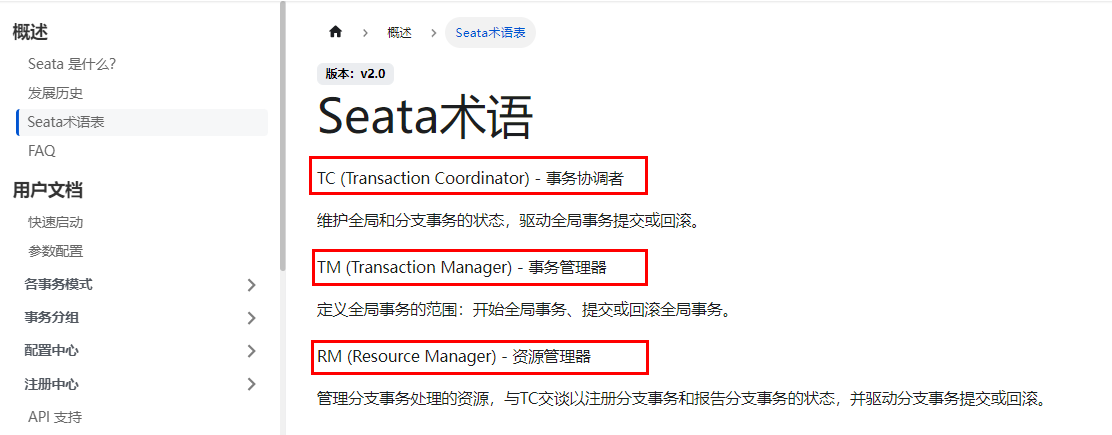 概述
Seata 是什么？
发展历史
Seata术语表
FAQ
用户文档
快速启动
参数配置
各事务模式
事务分组
配置中心
注册中心
API 支持
概述
Seata术语表
版本：v2.0
Seata术语
TC (Transaction Coordinator) - 事务协调者
维护全局和分支事务的状态，驱动全局事务提交或回滚。
TM (Transaction Manager) - 事务管理器
定义全局事务的范围：开始全局事务、提交或回滚全局事务。
RM (Resource Manager) - 资源管理器
管理分支事务处理的资源，与TC交谈以注册分支事务和报告分支事务的状态，并驱动分支事务提交或回滚。